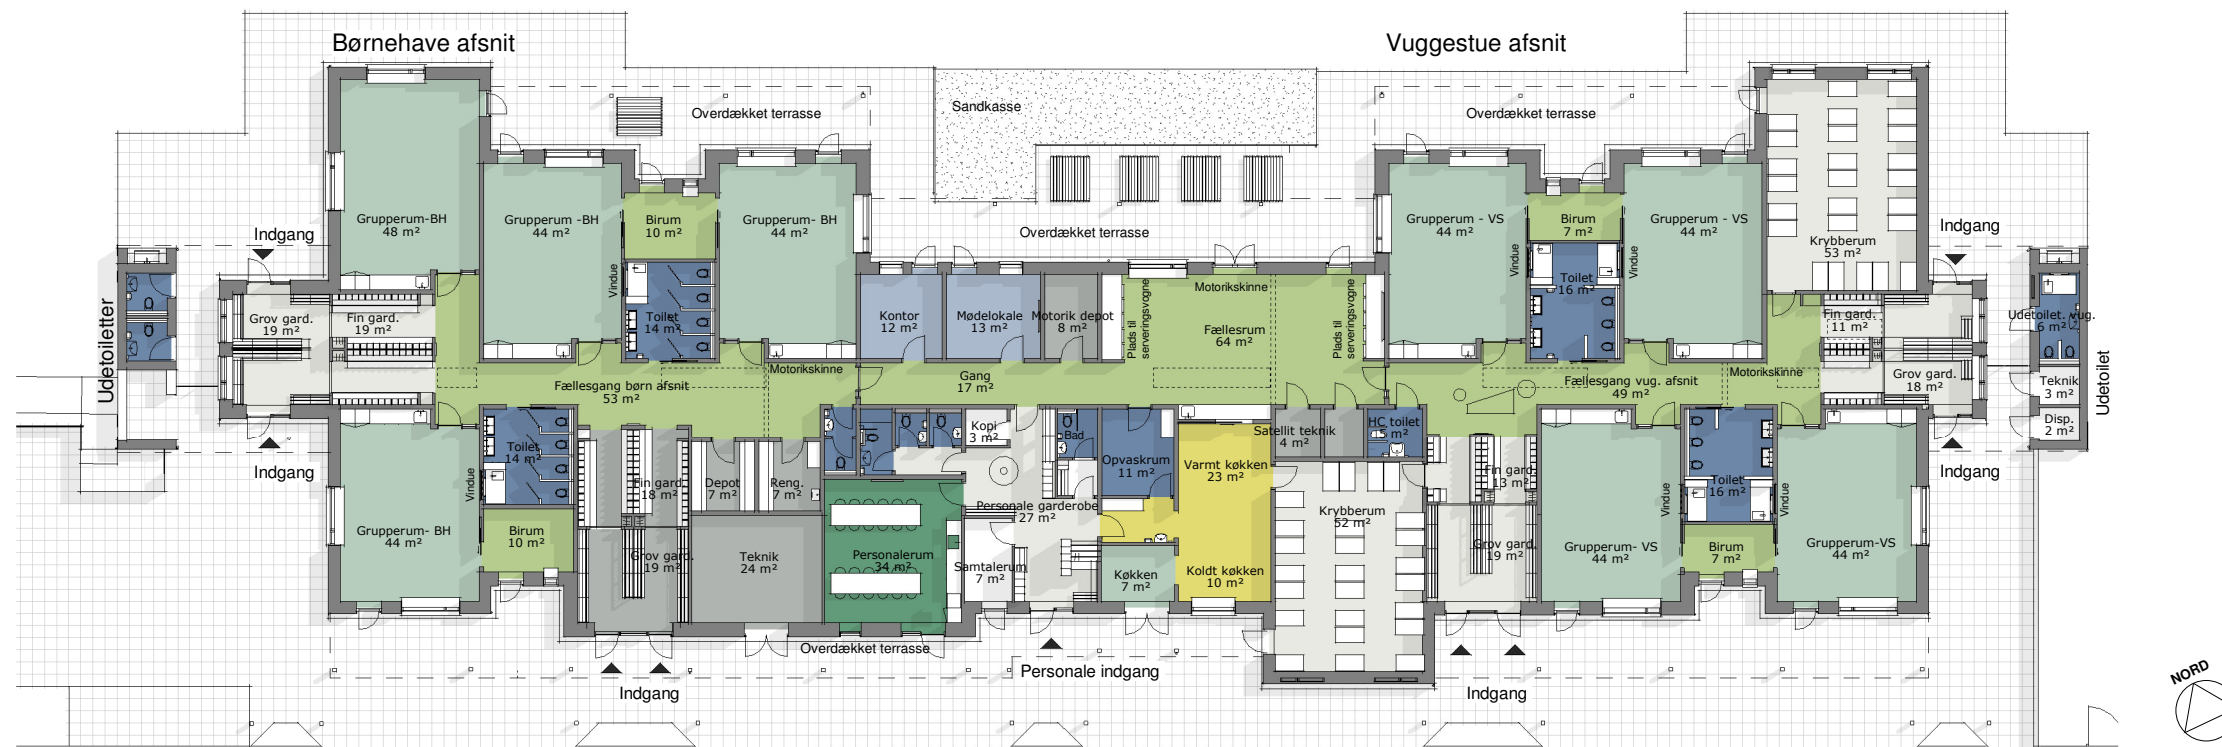 Børnehave afsnit
Vuggestue afsnit
Sandkasse
Overdækket terrasse
Overdækket terrasse
Overdækket terrasse
Grupperum-BH
48 m²
Grupperum -BH
44 m²
Birum
10 m²
Grupperum- BH
44 m²
Grupperum - VS
44 m²
Birum
7 m²
Grupperum - VS
44 m²
Krybberum
53 m²
Indgang
Indgang
Vindue
Vindue
Vindue
Toilet
14 m²
Toilet
16 m²
Udetoiletter
Grov gard.
19 m²
Fin gard.
19 m²
Kontor
12 m²
Mødelokale
13 m²
Motorik depot
8 m²
Plads til
serveringsvogne
Motorikskinne
Fællesrum
64 m²
Plads til
serveringsvogne
Fin gard.
11 m²
Udetoilet. vug.
6 m²
Fællesgang børn afsnit
53 m²
Motorikskinne
Gang
17 m²
Fællesgang vug. afsnit
49 m²
Motorikskinne
Grov gard.
18 m²
Teknik
3 m²
Disp.
2 m²
Udetoilet
Indgang
Indgang
Toilet
14 m²
Vindue
Fin gard.
18 m²
Depot
7 m²
Reng.
7 m²
Kopi
3 m²
Bad
Opvaskrum
11 m²
Varmt køkken
23 m²
Satellit teknik
4 m²
HC toilet
5 m²
Fin gard.
13 m²
Vindue
Toilet
16 m²
Vindue
Grupperum- BH
44 m²
Birum
10 m²
Grov gard.
19 m²
Teknik
24 m²
Personalerum
34 m²
Personale garderobe
27 m²
Samtalerum
7 m²
Køkken
7 m²
Koldt køkken
10 m²
Krybberum
52 m²
Grov gard.
19 m²
Grupperum- VS
44 m²
Birum
7 m²
Grupperum-VS
44 m²
Overdækket terrasse
Personale indgang
Indgang
Indgang
NORD